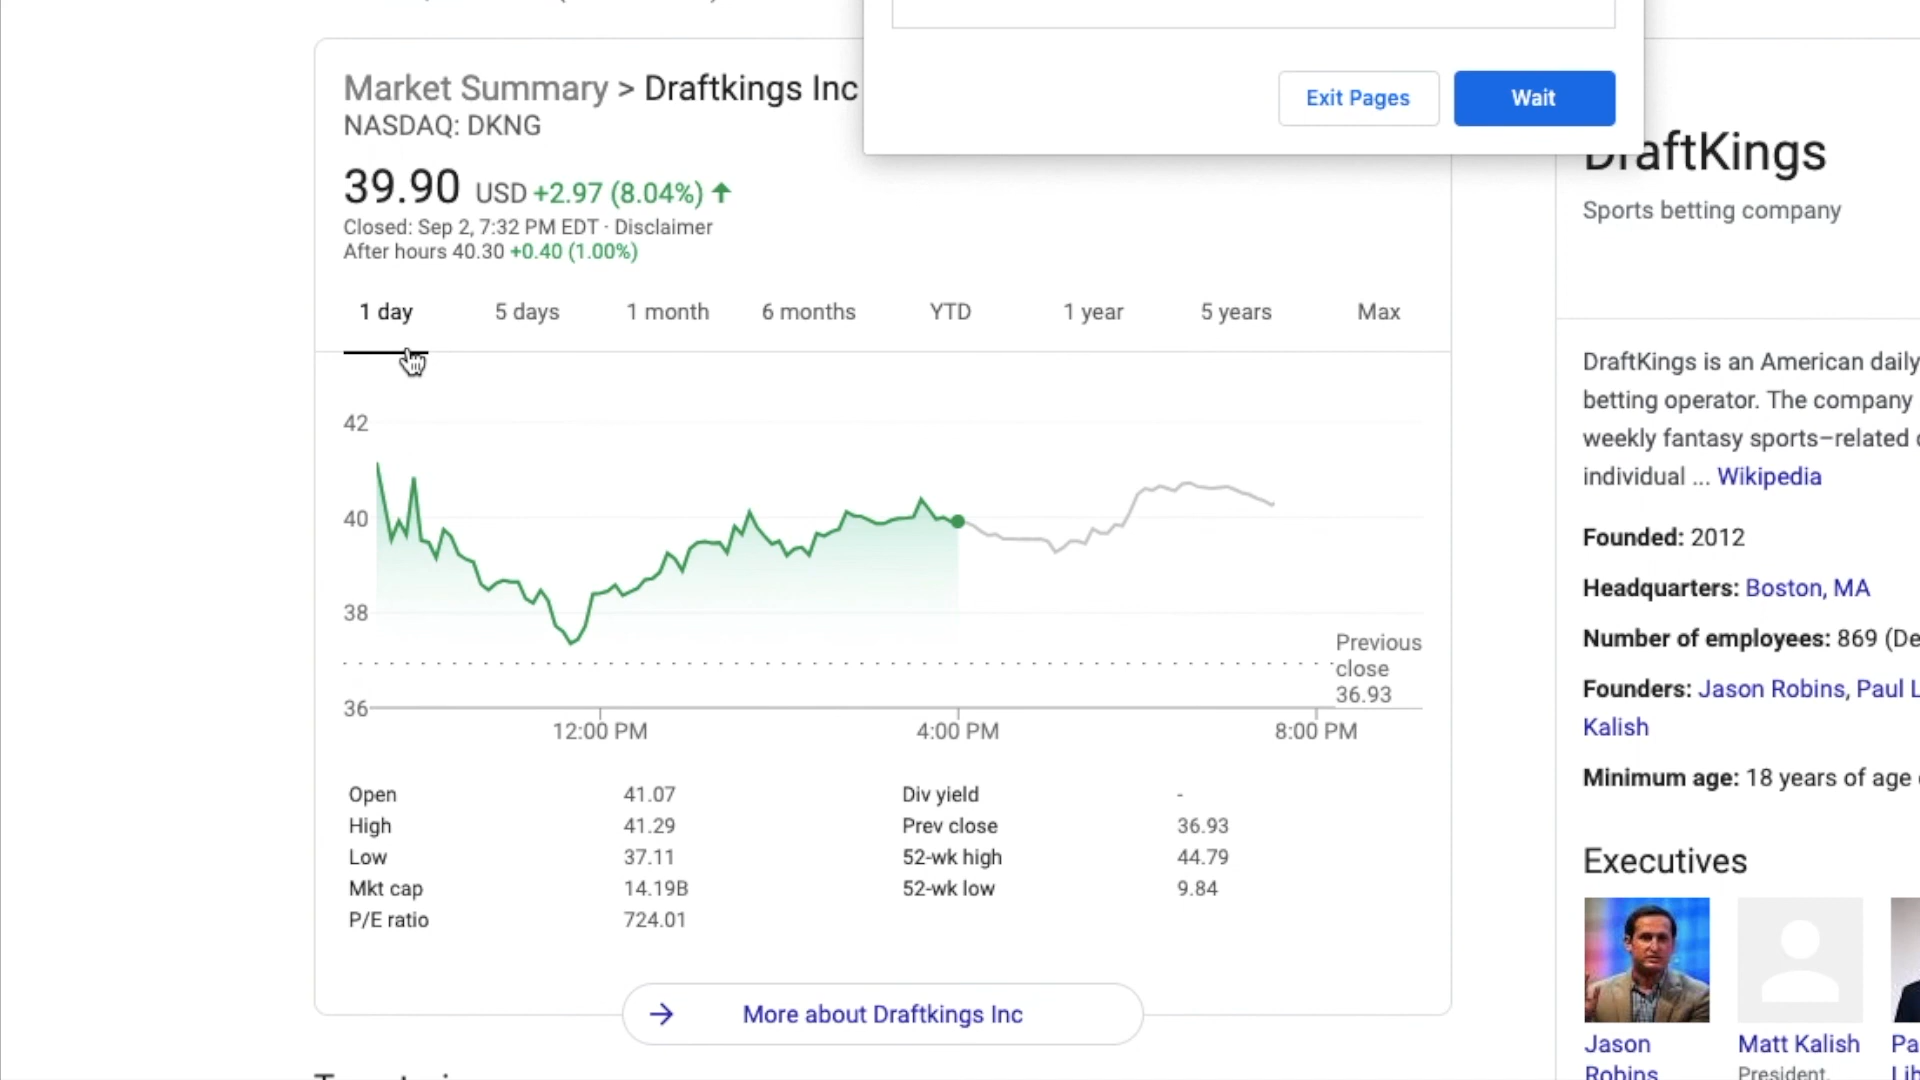 Exit Pages
Wait
Market Summary > Draftkings Inc
NASDAQ: DKNG
39.90 USD +2.97 (8.04%)
Closed: Sep 2, 7:32 PM EDT · Disclaimer
After hours 40.30 +0.40 (1.00%)
1 day 5 days 1 month 6 months YTD 1 year 5 years Max
42
40
38
36
Previous
close
36.93
12:00 PM 4:00 PM 8:00 PM
Open 41.07 Div yield -
High 41.29 Prev close 36.93
Low 37.11 52-wk high 44.79
Mkt cap 14.19B 52-wk low 9.84
P/E ratio 724.01
More about Draftkings Inc
DraftKings
Sports betting company
DraftKings is an American daily
betting operator. The company
weekly fantasy sports–related
individual ... Wikipedia
Founded: 2012
Headquarters: Boston, MA
Number of employees: 869 (De
Founders: Jason Robins, Paul L
Kalish
Minimum age: 18 years of age
Executives
Jason
Robins
Matt Kalish
President,
Pa
Lib